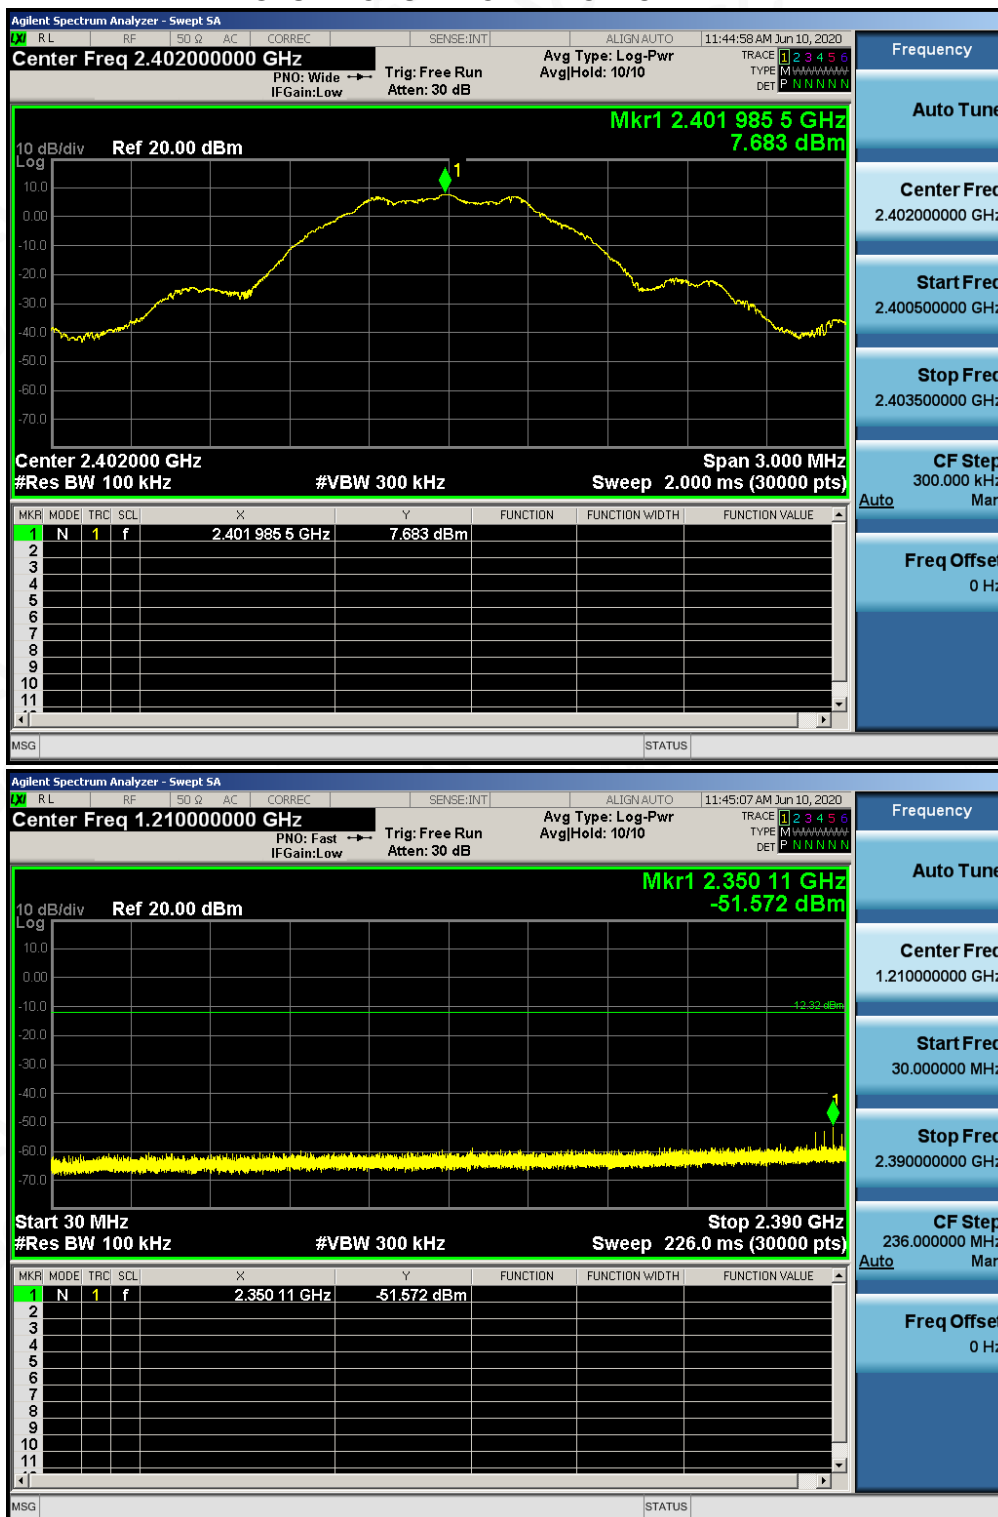 Agilent Spectrum Analyzer - Swept SA
LXI RL RF 50 Ω AC CORREC SENSE:INT ALIGN AUTO 11:44:58 AM Jun 10, 2020
Center Freq 2.402000000 GHz
PNO: Wide
IFGain:Low
Trig: Free Run
Atten: 30 dB
Avg Type: Log-Pwr
Avg|Hold: 10/10
TRACE 1 2 3 4 5 6
TYPE M
DET P N N N N N
Mkr1 2.401 985 5 GHz
7.683 dBm
10 dB/div Ref 20.00 dBm
Log
1
10.0
0.00
-10.0
-20.0
-30.0
-40.0
-50.0
-60.0
-70.0
Center 2.402000 GHz Span 3.000 MHz
#Res BW 100 kHz #VBW 300 kHz Sweep 2.000 ms (30000 pts)
MKR MODE TRC SCL X Y FUNCTION FUNCTION WIDTH FUNCTION VALUE
1 N 1 f 2.401 985 5 GHz 7.683 dBm
2
3
4
5
6
7
8
9
10
11
MSG STATUS
Frequency
Auto Tune
Center Freq
2.402000000 GHz
Start Freq
2.400500000 GHz
Stop Freq
2.403500000 GHz
CF Step
300.000 kHz
Auto Man
Freq Offset
0 Hz
Agilent Spectrum Analyzer - Swept SA
LXI RL RF 50 Ω AC CORREC SENSE:INT ALIGN AUTO 11:45:07 AM Jun 10, 2020
Center Freq 1.210000000 GHz
PNO: Fast
IFGain:Low
Trig: Free Run
Atten: 30 dB
Avg Type: Log-Pwr
Avg|Hold: 10/10
TRACE 1 2 3 4 5 6
TYPE M
DET P N N N N N
Mkr1 2.350 11 GHz
-51.572 dBm
10 dB/div Ref 20.00 dBm
Log
10.0
0.00
-10.0
-12.32 dBm
-20.0
-30.0
-40.0
1
-50.0
-60.0
-70.0
Start 30 MHz Stop 2.390 GHz
#Res BW 100 kHz #VBW 300 kHz Sweep 226.0 ms (30000 pts)
MKR MODE TRC SCL X Y FUNCTION FUNCTION WIDTH FUNCTION VALUE
1 N 1 f 2.350 11 GHz -51.572 dBm
2
3
4
5
6
7
8
9
10
11
MSG STATUS
Frequency
Auto Tune
Center Freq
1.210000000 GHz
Start Freq
30.000000 MHz
Stop Freq
2.390000000 GHz
CF Step
236.000000 MHz
Auto Man
Freq Offset
0 Hz